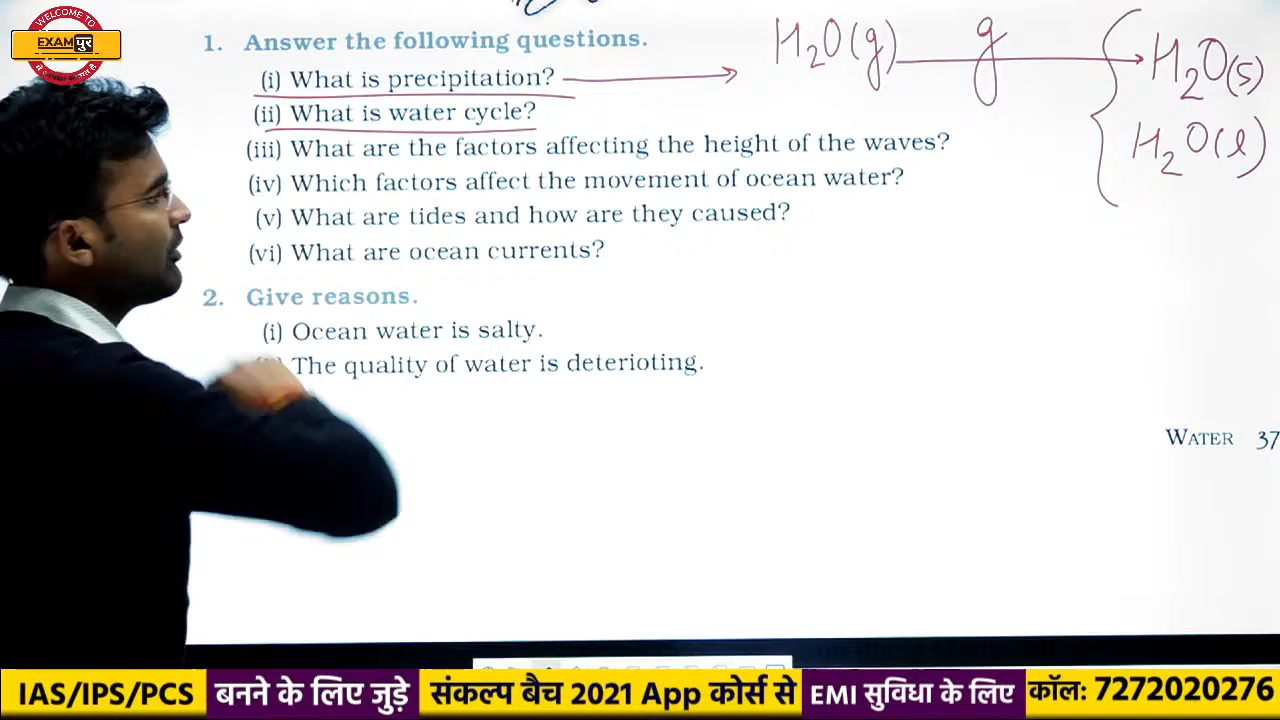 WELCOME TO
EXAMपुर
1. Answer the following questions.
(i) What is precipitation?
H₂O(g) g H₂O(s)
H₂O(l)
(ii) What is water cycle?
(iii) What are the factors affecting the height of the waves?
(iv) Which factors affect the movement of ocean water?
(v) What are tides and how are they caused?
(vi) What are ocean currents?
2. Give reasons.
(i) Ocean water is salty.
The quality of water is deterioting.
WATER 37
IAS/IPS/PCS बनने के लिए जुड़े संकल्प बैच 2021 App कोर्स से EMI सुविधा के लिए कॉल: 7272020276